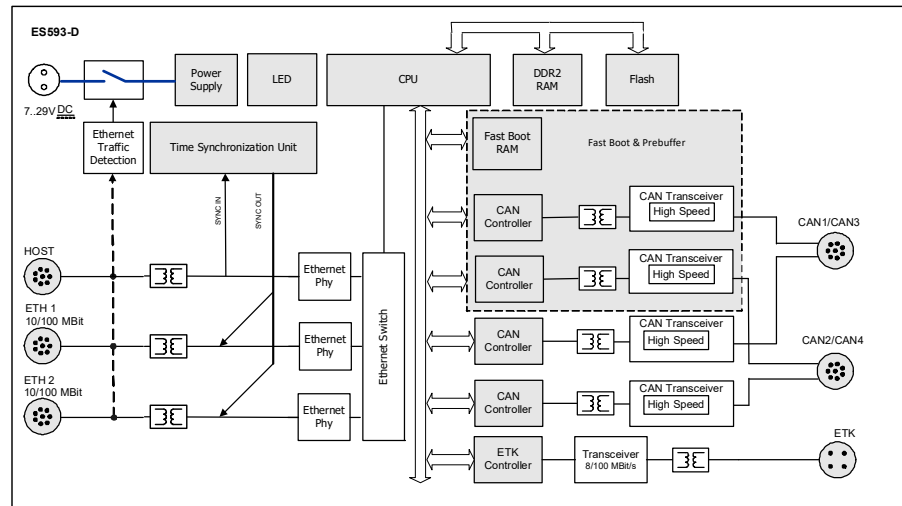 ES593-D
Power
Supply
LED
CPU
DDR2
RAM
Flash
7..29V DC
Ethernet
Traffic
Detection
Time Synchronization Unit
SYNC IN
SYNC OUT
Fast Boot
RAM
Fast Boot & Prebuffer
CAN
Controller
CAN Transceiver
High Speed
CAN1/CAN3
HOST
Ethernet
Phy
CAN
Controller
CAN Transceiver
High Speed
ETH 1
10/100 MBit
Ethernet
Phy
Ethernet Switch
CAN
Controller
CAN Transceiver
High Speed
CAN2/CAN4
ETH 2
10/100 MBit
Ethernet
Phy
CAN
Controller
CAN Transceiver
High Speed
ETK
Controller
Transceiver
8/100 MBit/s
ETK